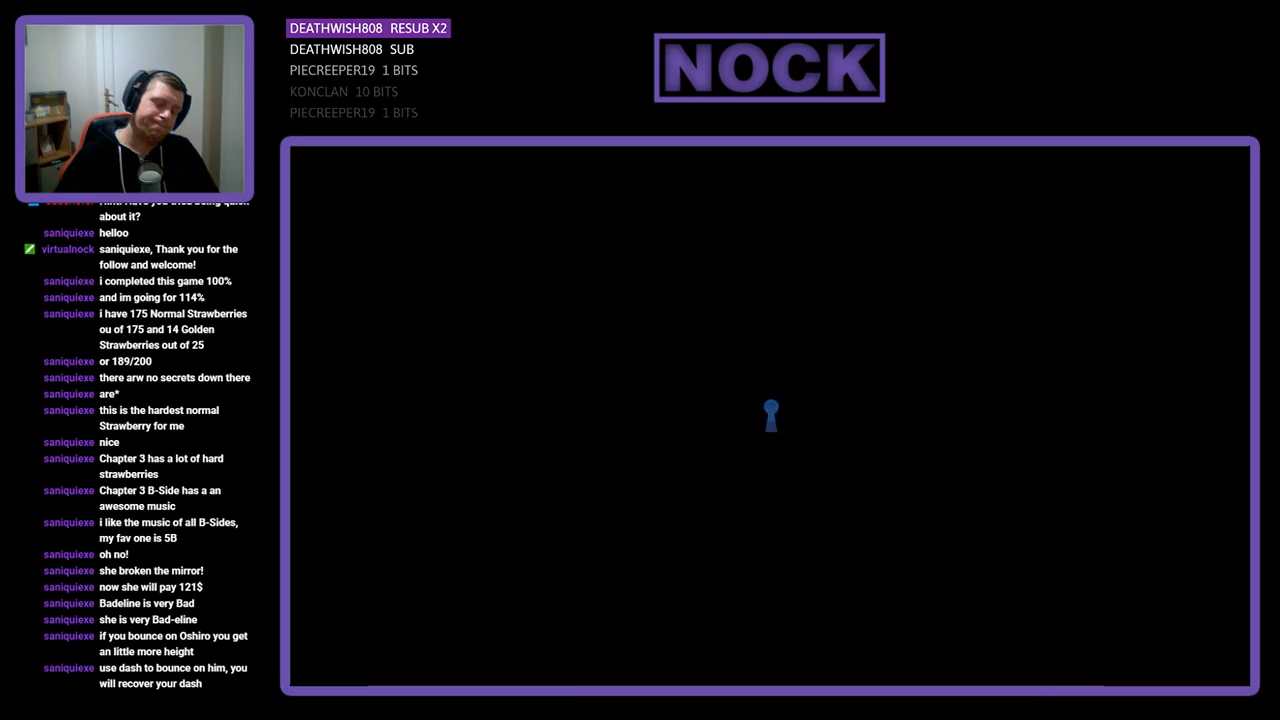 DEATHWISH808 RESUB X2
DEATHWISH808 SUB
PIECREEPER19 1 BITS
KONCLAN 10 BITS
PIECREEPER19 1 BITS
NOCK
about it?
saniquiexe helloo
virtualnock saniquiexe, Thank you for the
follow and welcome!
saniquiexe i completed this game 100%
saniquiexe and im going for 114%
saniquiexe i have 175 Normal Strawberries
ou of 175 and 14 Golden
Strawberries out of 25
saniquiexe or 189/200
saniquiexe there arw no secrets down there
saniquiexe are*
saniquiexe this is the hardest normal
Strawberry for me
saniquiexe nice
saniquiexe Chapter 3 has a lot of hard
strawberries
saniquiexe Chapter 3 B-Side has a an
awesome music
saniquiexe i like the music of all B-Sides,
my fav one is 5B
saniquiexe oh no!
saniquiexe she broken the mirror!
saniquiexe now she will pay 121$
saniquiexe Badeline is very Bad
saniquiexe she is very Bad-eline
saniquiexe if you bounce on Oshiro you get
an little more height
saniquiexe use dash to bounce on him, you
will recover your dash